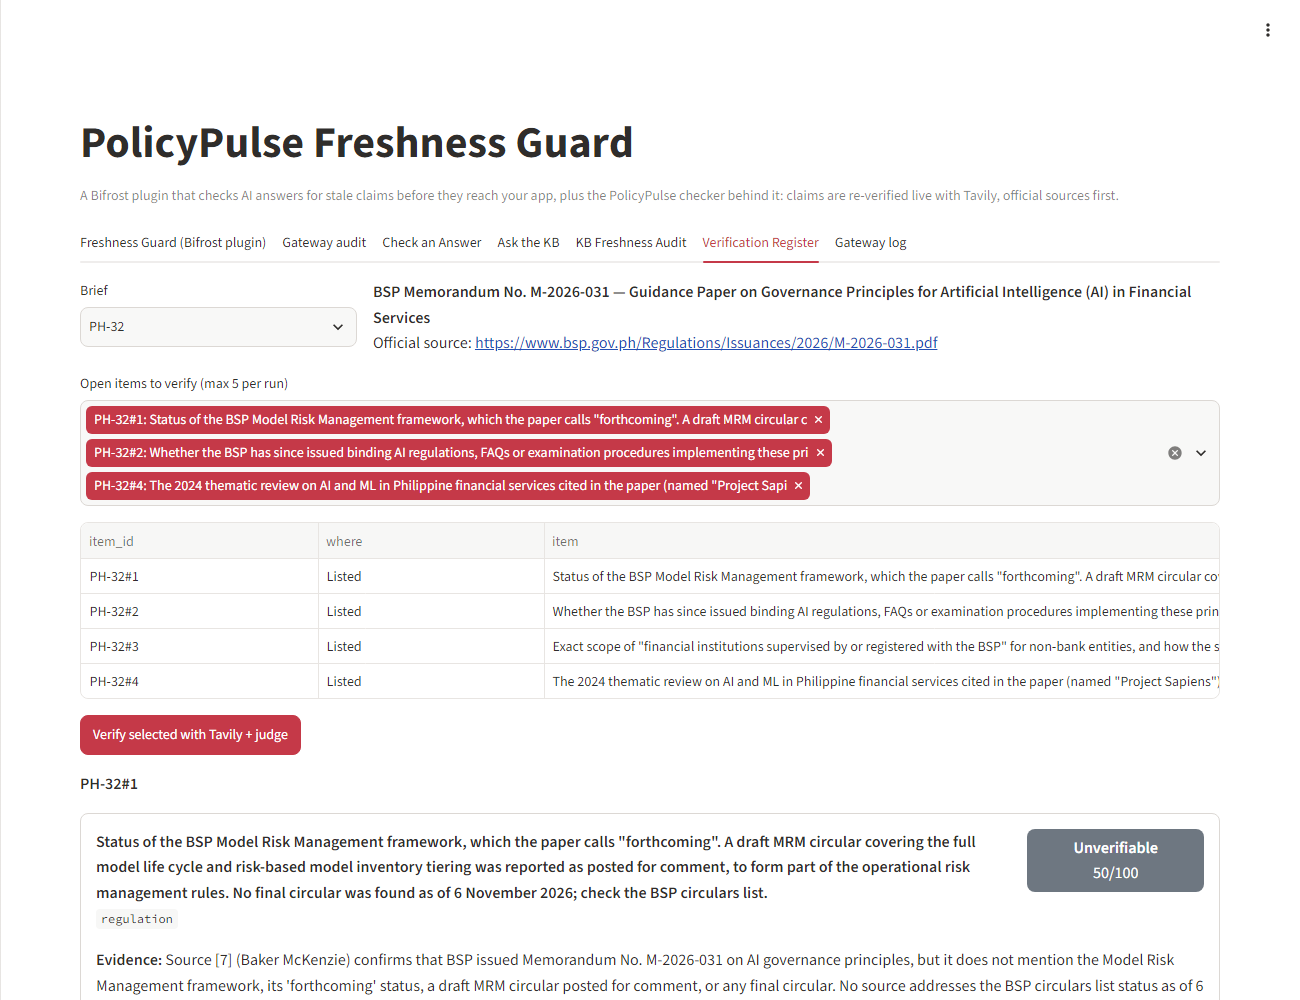 PolicyPulse Freshness Guard
A Bifrost plugin that checks AI answers for stale claims before they reach your app, plus the PolicyPulse checker behind it: claims are re-verified live with Tavily, official sources first.
Freshness Guard (Bifrost plugin) Gateway audit Check an Answer Ask the KB KB Freshness Audit Verification Register Gateway log
Brief
PH-32
BSP Memorandum No. M-2026-031 — Guidance Paper on Governance Principles for Artificial Intelligence (AI) in Financial
Services
Official source: https://www.bsp.gov.ph/Regulations/Issuances/2026/M-2026-031.pdf
Open items to verify (max 5 per run)
PH-32#1: Status of the BSP Model Risk Management framework, which the paper calls "forthcoming". A draft MRM circular c ×
PH-32#2: Whether the BSP has since issued binding AI regulations, FAQs or examination procedures implementing these pri ×
PH-32#4: The 2024 thematic review on AI and ML in Philippine financial services cited in the paper (named "Project Sapi ×
item_id where item
PH-32#1 Listed Status of the BSP Model Risk Management framework, which the paper calls "forthcoming". A draft MRM circular co
PH-32#2 Listed Whether the BSP has since issued binding AI regulations, FAQs or examination procedures implementing these prin
PH-32#3 Listed Exact scope of "financial institutions supervised by or registered with the BSP" for non-bank entities, and how the s
PH-32#4 Listed The 2024 thematic review on AI and ML in Philippine financial services cited in the paper (named "Project Sapiens")
Verify selected with Tavily + judge
PH-32#1
Status of the BSP Model Risk Management framework, which the paper calls "forthcoming". A draft MRM circular covering the full
model life cycle and risk-based model inventory tiering was reported as posted for comment, to form part of the operational risk
management rules. No final circular was found as of 6 November 2026; check the BSP circulars list.
regulation
Unverifiable
50/100
Evidence: Source [7] (Baker McKenzie) confirms that BSP issued Memorandum No. M-2026-031 on AI governance principles, but it does not mention the Model Risk
Management framework, its 'forthcoming' status, a draft MRM circular posted for comment, or any final circular. No source addresses the BSP circulars list status as of 6